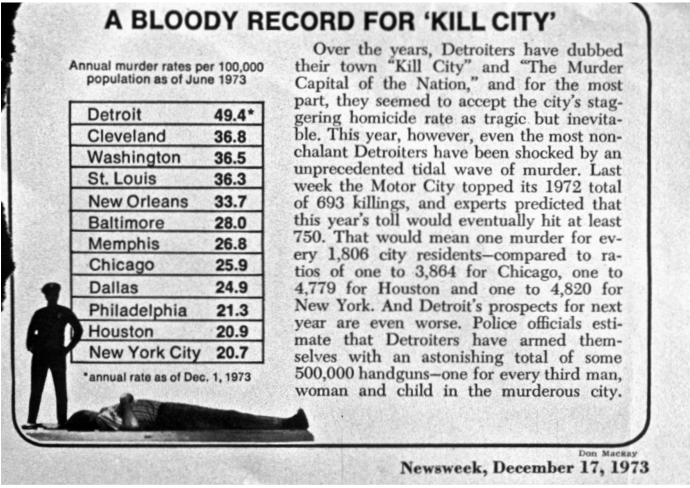 A BLOODY RECORD FOR 'KILL CITY'
Annual murder rates per 100,000
population as of June 1973
Detroit 49.4*
Cleveland 36.8
Washington 36.5
St. Louis 36.3
New Orleans 33.7
Baltimore 28.0
Memphis 26.8
Chicago 25.9
Dallas 24.9
Philadelphia 21.3
Houston 20.9
New York City 20.7
*annual rate as of Dec. 1, 1973
Over the years, Detroiters have dubbed
their town "Kill City" and "The Murder
Capital of the Nation," and for the most
part, they seemed to accept the city's stag-
gering homicide rate as tragic but inevita-
ble. This year, however, even the most non-
chalant Detroiters have been shocked by an
unprecedented tidal wave of murder. Last
week the Motor City topped its 1972 total
of 693 killings, and experts predicted that
this year's toll would eventually hit at least
750. That would mean one murder for ev-
ery 1,806 city residents—compared to ra-
tios of one to 3,864 for Chicago, one to
4,779 for Houston and one to 4,820 for
New York. And Detroit's prospects for next
year are even worse. Police officials esti-
mate that Detroiters have armed them-
selves with an astonishing total of some
500,000 handguns—one for every third man,
woman and child in the murderous city.
Don Mackay
Newsweek, December 17, 1973